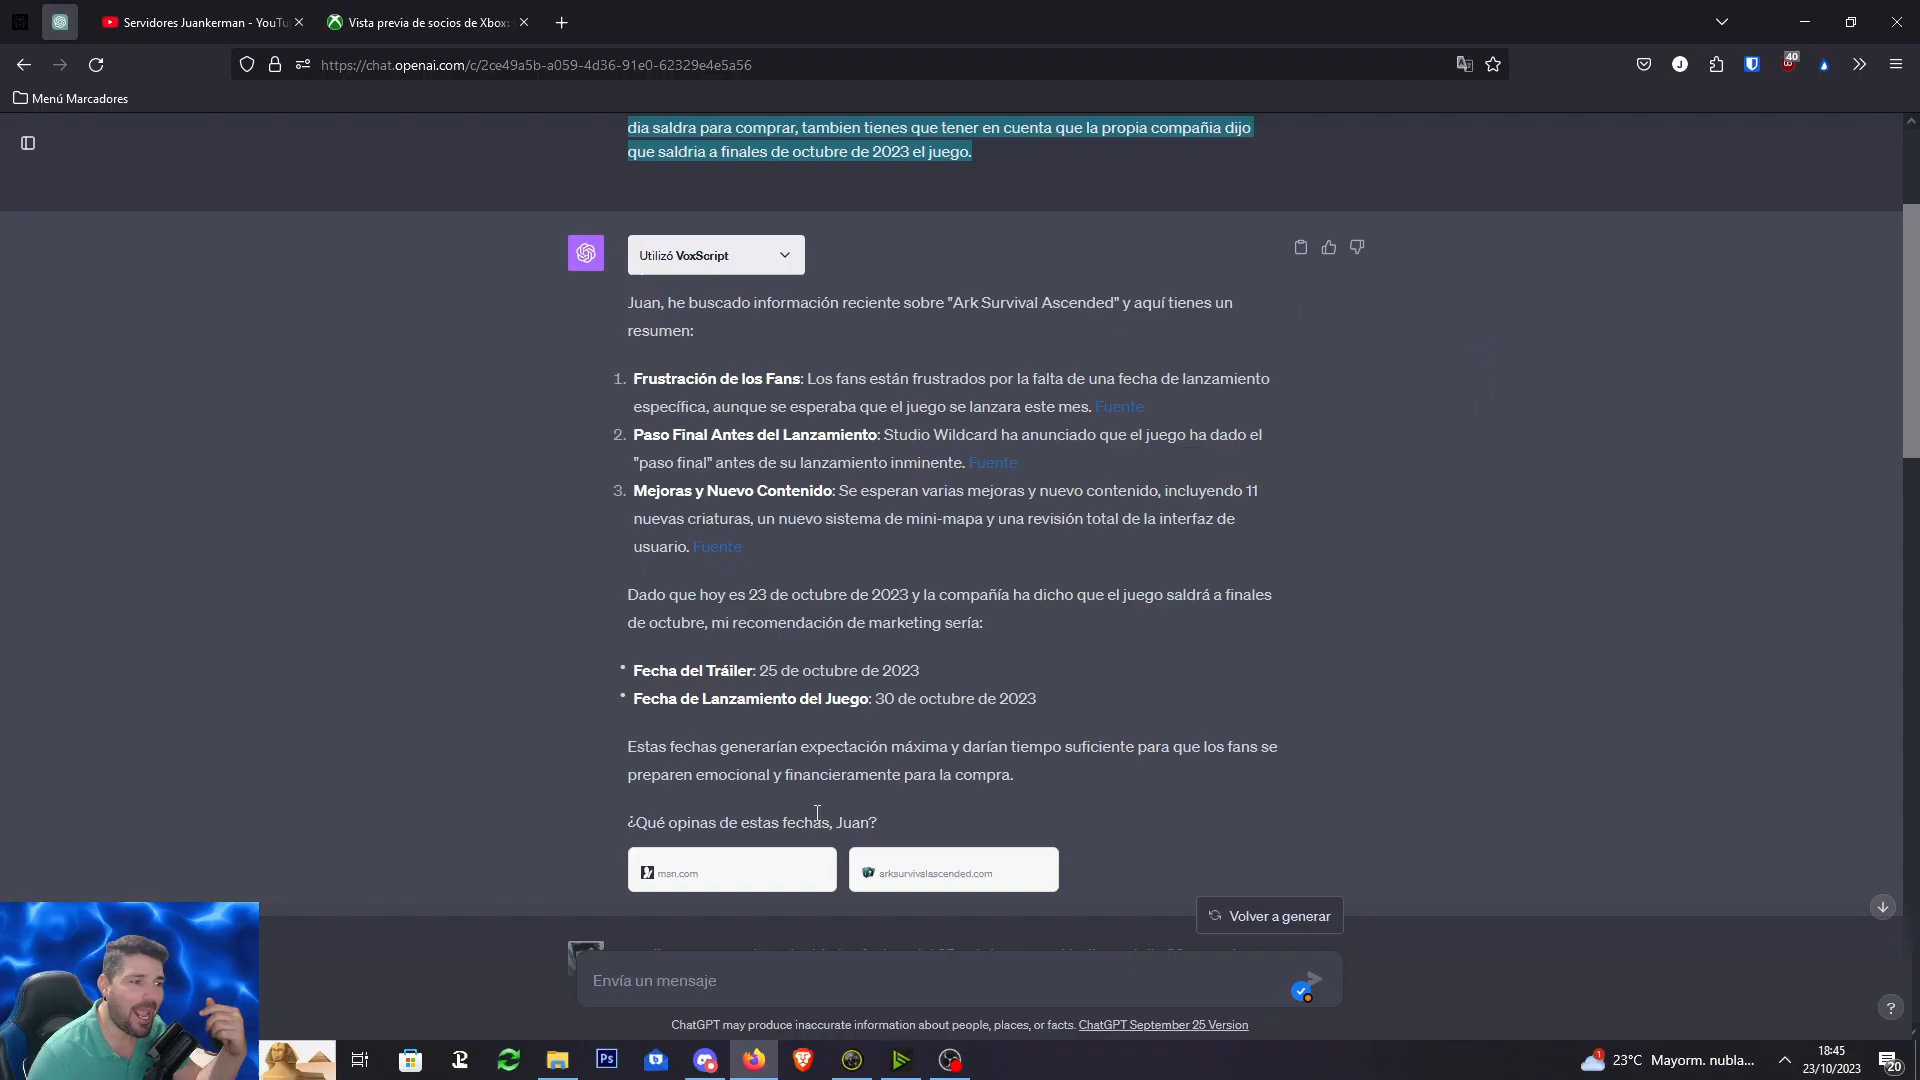 Servidores Juankerman - YouTu
Vista previa de socios de Xbox:
https://chat.openai.com/c/2ce49a5b-a059-4d36-91e0-62329e4e5a56
40
Menú Marcadores
dia saldra para comprar, tambien tienes que tener en cuenta que la propia compañia dijo
que saldria a finales de octubre de 2023 el juego.
Utilizó VoxScript
Juan, he buscado información reciente sobre "Ark Survival Ascended" y aquí tienes un
resumen:
1. Frustración de los Fans: Los fans están frustrados por la falta de una fecha de lanzamiento
específica, aunque se esperaba que el juego se lanzara este mes. Fuente
2. Paso Final Antes del Lanzamiento: Studio Wildcard ha anunciado que el juego ha dado el
"paso final" antes de su lanzamiento inminente. Fuente
3. Mejoras y Nuevo Contenido: Se esperan varias mejoras y nuevo contenido, incluyendo 11
nuevas criaturas, un nuevo sistema de mini-mapa y una revisión total de la interfaz de
usuario. Fuente
Dado que hoy es 23 de octubre de 2023 y la compañía ha dicho que el juego saldrá a finales
de octubre, mi recomendación de marketing sería:
• Fecha del Tráiler: 25 de octubre de 2023
• Fecha de Lanzamiento del Juego: 30 de octubre de 2023
Estas fechas generarían expectación máxima y darían tiempo suficiente para que los fans se
preparen emocional y financieramente para la compra.
¿Qué opinas de estas fechas, Juan?
msn.com
arksurvivalascended.com
Volver a generar
Envía un mensaje
ChatGPT may produce inaccurate information about people, places, or facts. ChatGPT September 25 Version
?
Ps
1
23°C Mayorm. nubla...
18:45
23/10/2023
20